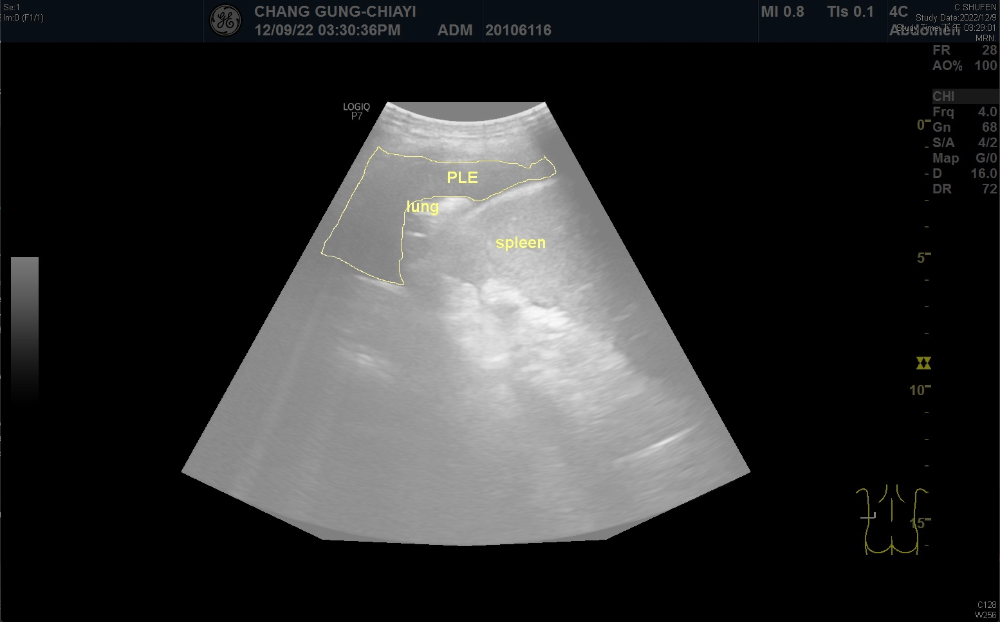 Se:1
Im:0 (F1/1)
CHANG GUNG-CHIAYI
12/09/22 03:30:36PM ADM 20106116
MI 0.8 TIs 0.1 4C
Abdomen
C.SHUFEN
Study Date:2022/12/9
Study Time:下午 03:29:01
MRN:
FR 28
AO% 100
CHI
Frq 4.0
Gn 68
S/A 4/2
Map G/0
D 16.0
DR 72
LOGIQ
P7
0
PLE
lung
spleen
5
10
15
C128
W256